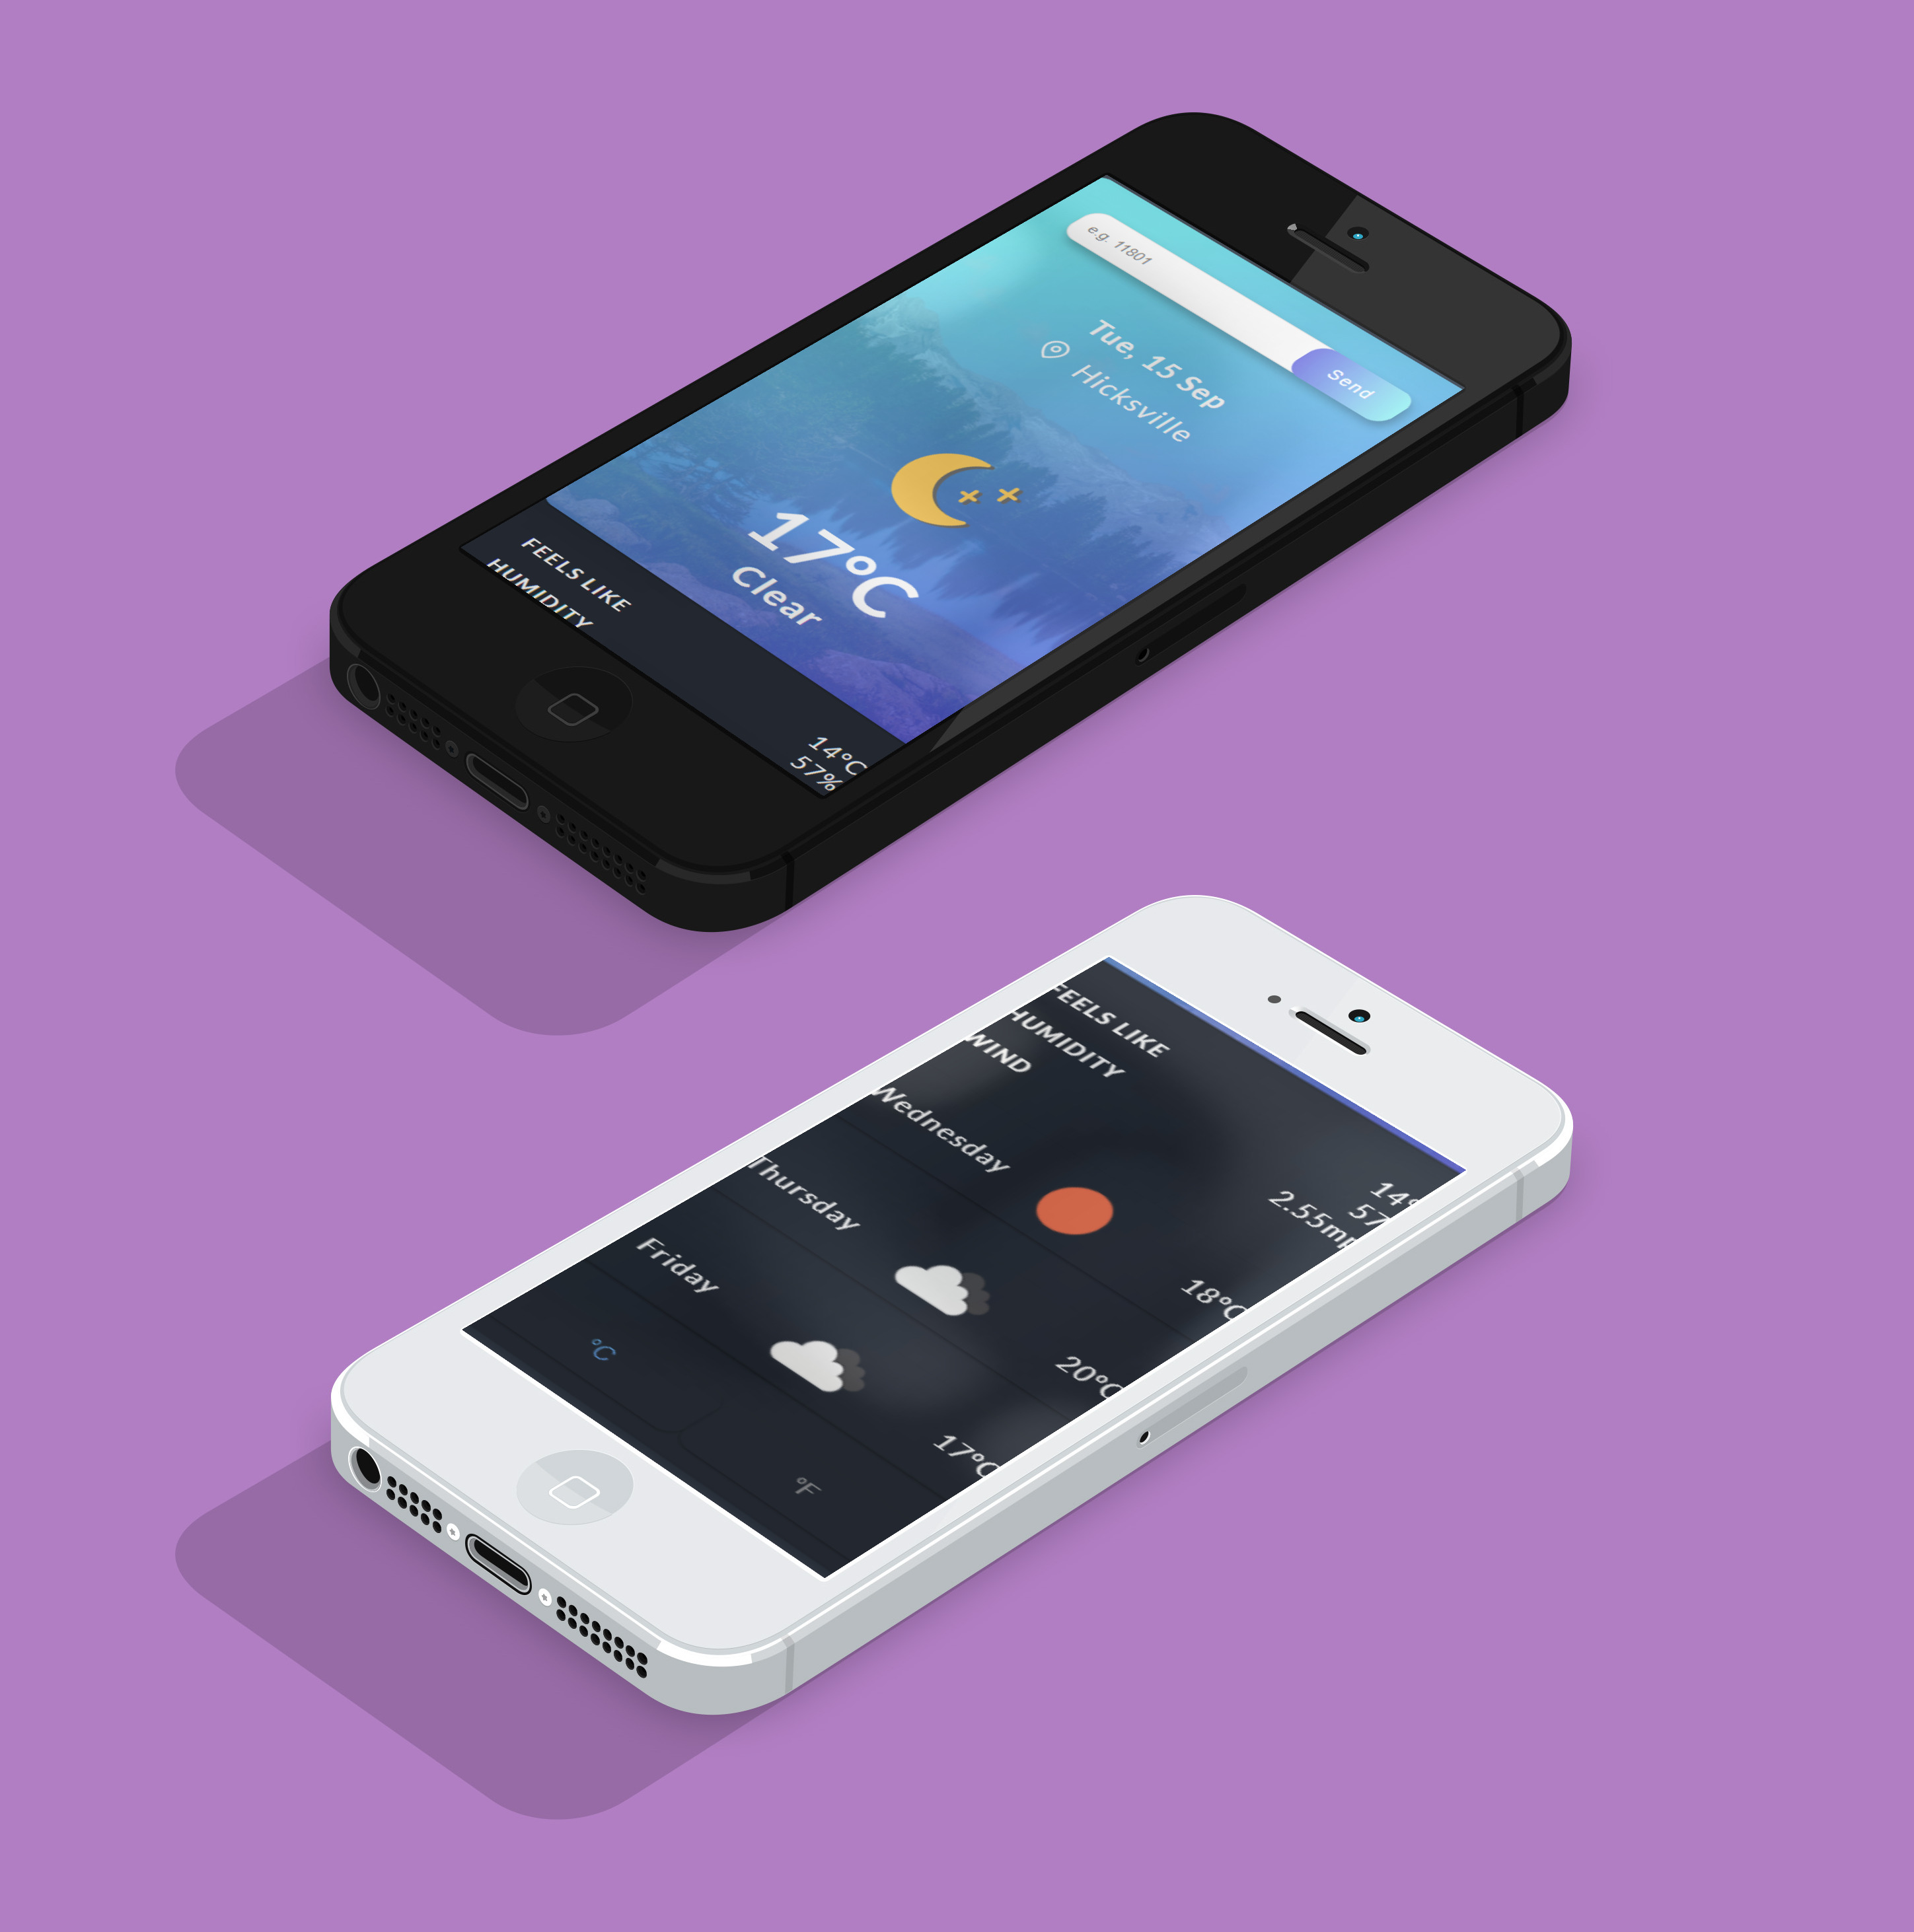 e.g. 11801
Send
Tue, 15 Sep
Hicksville
17°C
Clear
FEELS LIKE
14°C
HUMIDITY
57%
FEELS LIKE
14°
HUMIDITY
57
WIND
2.55mp
Wednesday
18°C
Thursday
20°C
Friday
17°C
°C
°F